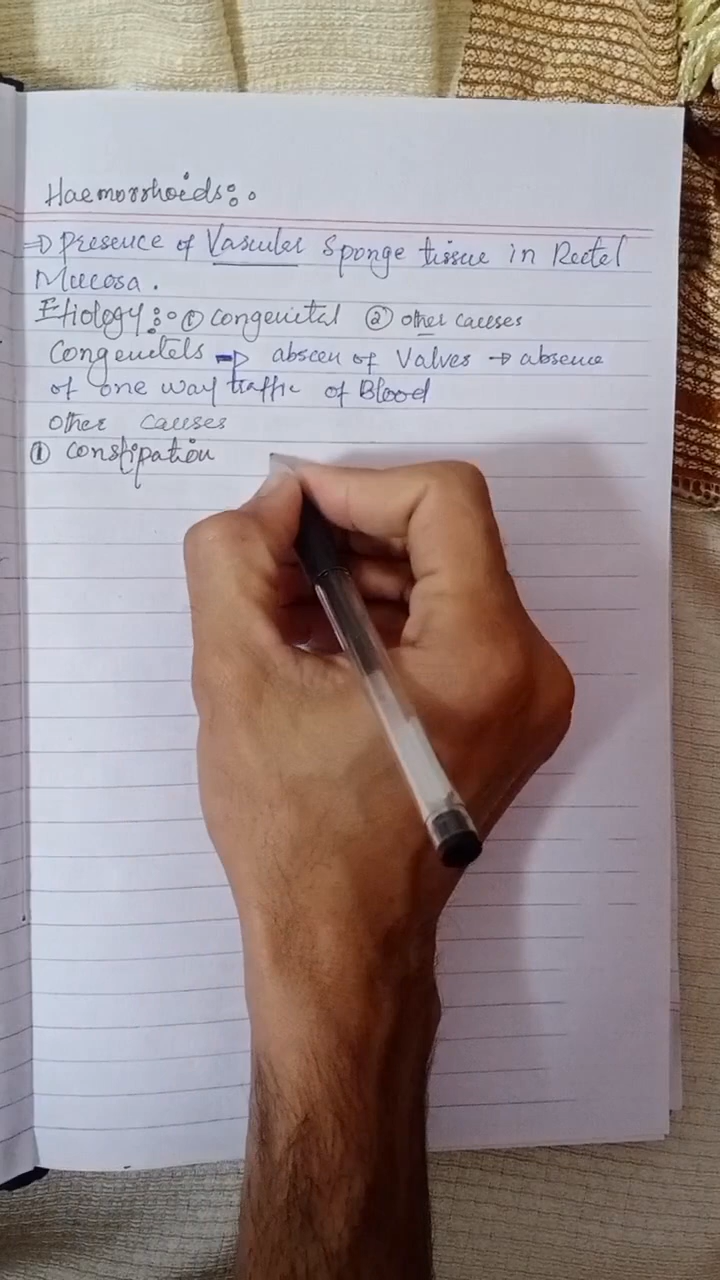 Haemorrhoids:-
⇒ presence of Vascular Sponge tissue in Rectal
Mucosa.
Etiology:- ① congenital ② other causes
Congenitels → abscen of Valves → absence
of one way traffic of Blood
other causes
① Constipation